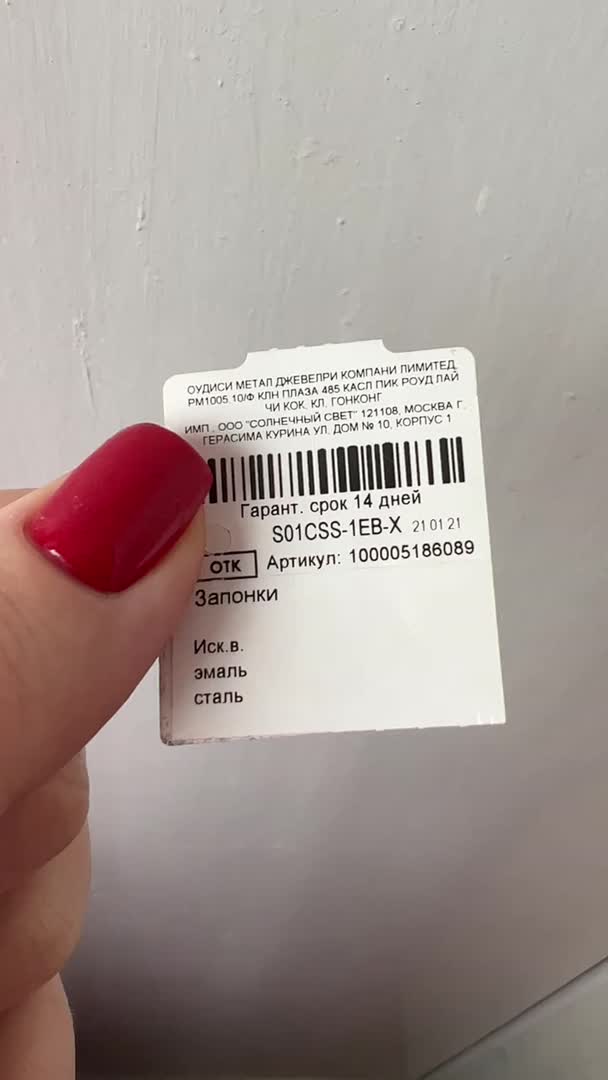 ОУДИСИ МЕТАЛ ДЖЕВЕЛРИ КОМПАНИ ЛИМИТЕД,
РМ1005.10/Ф КЛН ПЛАЗА 485 КАСЛ ПИК РОУД ЛАЙ
ЧИ КОК, КЛ, ГОНКОНГ
ИМП . ООО "СОЛНЕЧНЫЙ СВЕТ" 121108, МОСКВА Г.
ГЕРАСИМА КУРИНА УЛ, ДОМ № 10, КОРПУС 1
Гарант. срок 14 дней
S01CSS-1EB-X 21 01 21
ОТК Артикул: 100005186089
Запонки
Иск.в.
эмаль
сталь